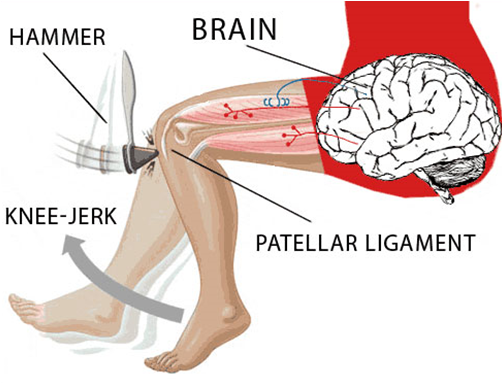 HAMMER
BRAIN
KNEE-JERK
PATELLAR LIGAMENT